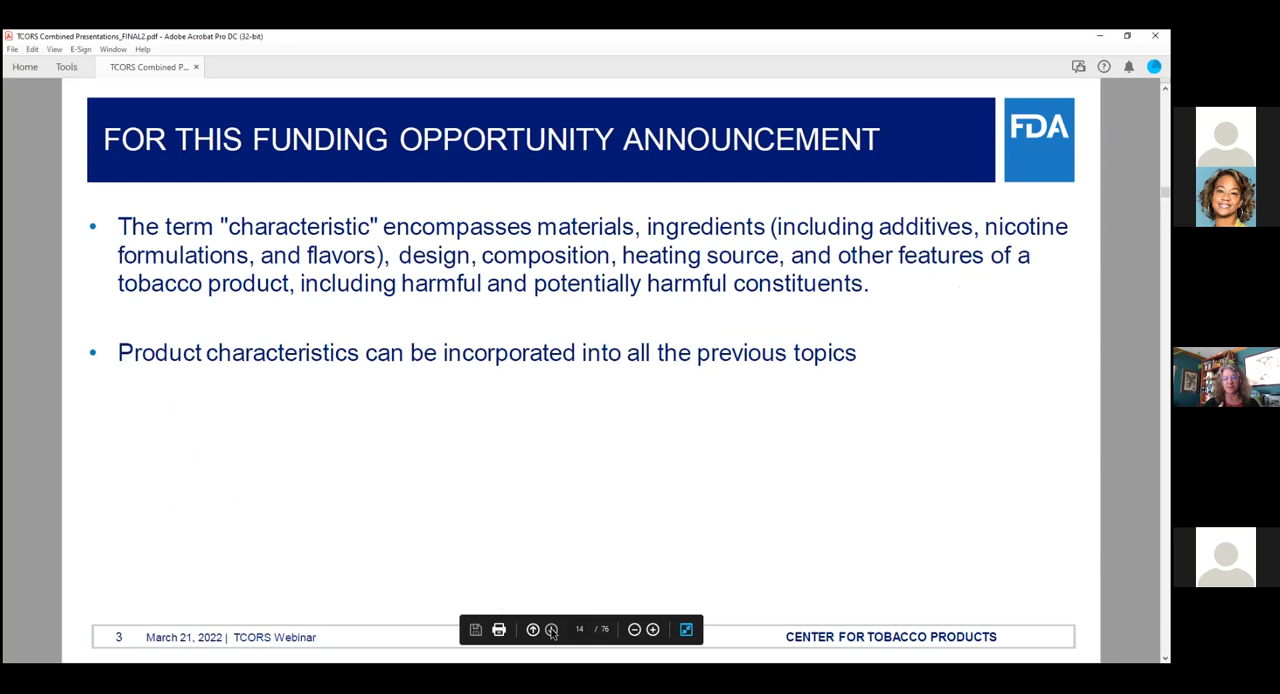 TCORS Combined Presentations_FINAL2.pdf - Adobe Acrobat Pro DC (32-bit)
File Edit View E-Sign Window Help
Home Tools TCORS Combined P... ×
FOR THIS FUNDING OPPORTUNITY ANNOUNCEMENT
FDA
• The term "characteristic" encompasses materials, ingredients (including additives, nicotine
formulations, and flavors), design, composition, heating source, and other features of a
tobacco product, including harmful and potentially harmful constituents.
• Product characteristics can be incorporated into all the previous topics
3 March 21, 2022 | TCORS Webinar
14 / 76
CENTER FOR TOBACCO PRODUCTS